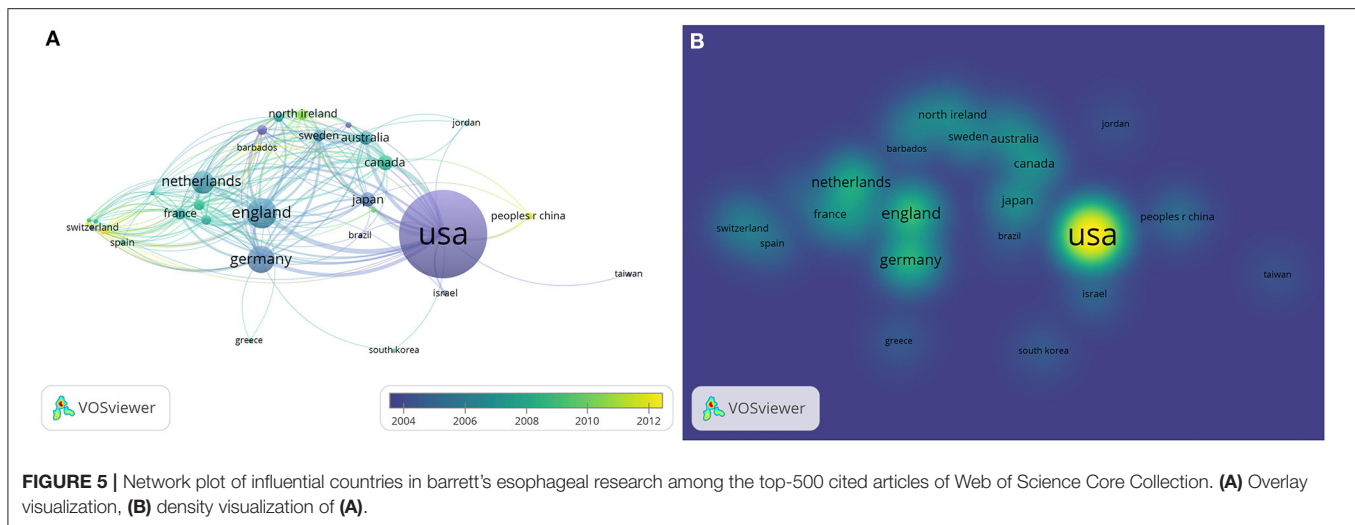 A
north ireland
jordan
sweden
australia
barbados
canada
netherlands
japan
peoples r china
france
england
usa
switzerland
brazil
spain
germany
taiwan
israel
greece
south korea
VOSviewer
2004 2006 2008 2010 2012
B
north ireland
jordan
sweden
australia
barbados
canada
netherlands
japan
france
england
peoples r china
switzerland
usa
brazil
spain
germany
taiwan
israel
greece
south korea
VOSviewer
FIGURE 5 | Network plot of influential countries in barrett's esophageal research among the top-500 cited articles of Web of Science Core Collection. (A) Overlay
visualization, (B) density visualization of (A).